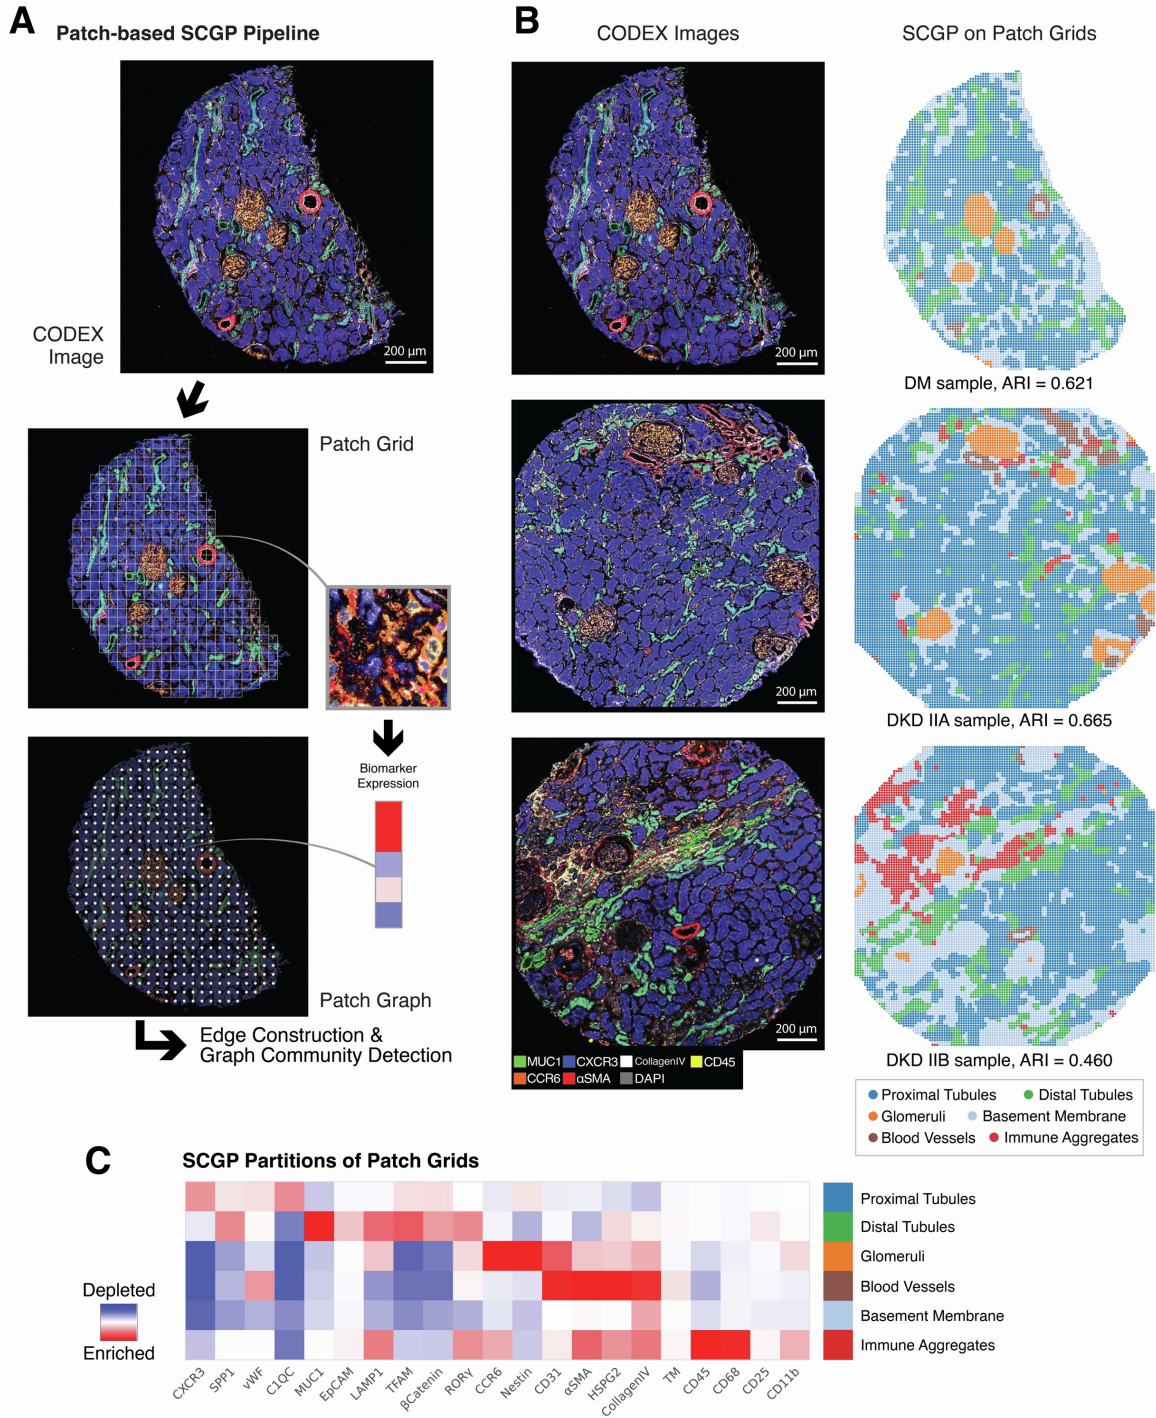 A
Patch-based SCGP Pipeline
CODEX
Image
200 µm
Patch Grid
Biomarker
Expression
Patch Graph
Edge Construction &
Graph Community Detection
B
CODEX Images
SCGP on Patch Grids
200 µm
DM sample, ARI = 0.621
200 µm
DKD IIA sample, ARI = 0.665
200 µm
DKD IIB sample, ARI = 0.460
MUC1 CXCR3 CollagenIV CD45
CCR6 αSMA DAPI
Proximal Tubules Distal Tubules
Glomeruli Basement Membrane
Blood Vessels Immune Aggregates
C
SCGP Partitions of Patch Grids
Depleted
Enriched
Proximal Tubules
Distal Tubules
Glomeruli
Blood Vessels
Basement Membrane
Immune Aggregates
CXCR3
SPP1
vWF
C1QC
MUC1
EpCAM
LAMP1
TFAM
βCatenin
RORγ
CCR6
Nestin
CD31
αSMA
HSPG2
CollagenIV
TM
CD45
CD68
CD25
CD11b